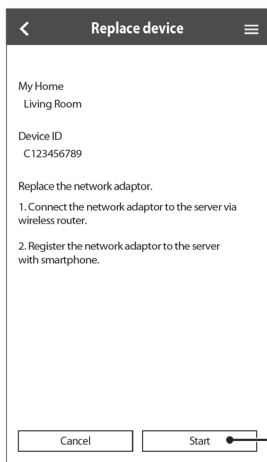 Replace device
My Home
Living Room
Device ID
C123456789
Replace the network adaptor.
1. Connect the network adaptor to the server via
wireless router.
2. Register the network adaptor to the server
with smartphone.
Cancel
Start